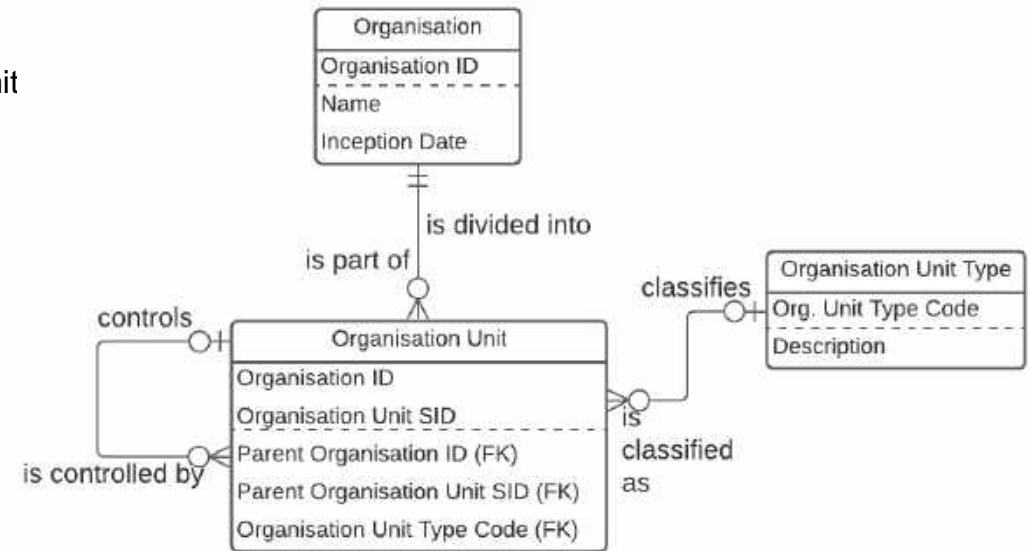 Organisation
Organisation ID
Name
Inception Date
is divided into
is part of
classifies
Organisation Unit Type
Org. Unit Type Code
Description
controls
Organisation Unit
Organisation ID
Organisation Unit SID
Parent Organisation ID (FK)
Parent Organisation Unit SID (FK)
Organisation Unit Type Code (FK)
is controlled by
is
classified
as